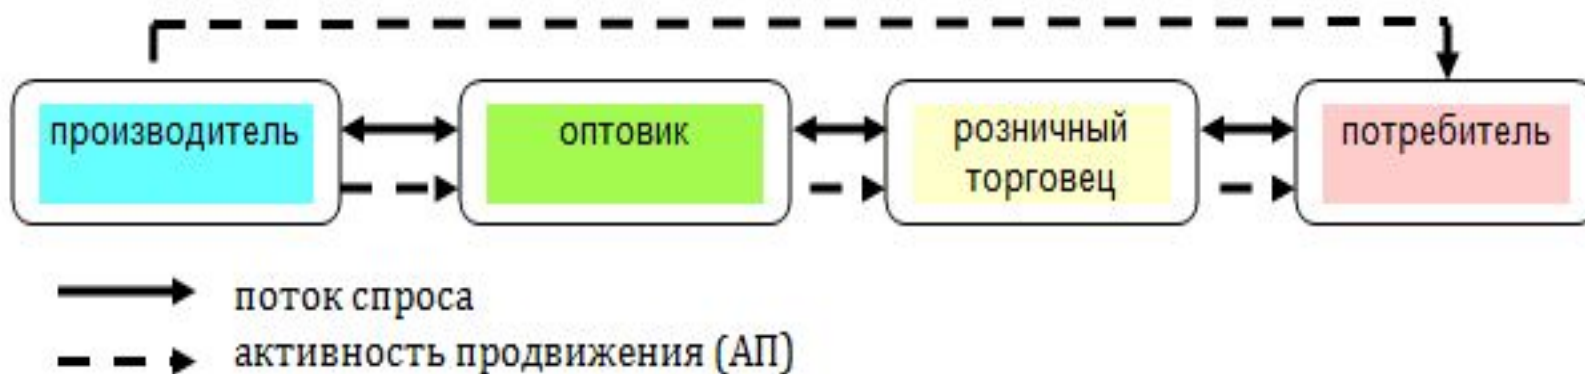 производитель
оптовик
розничный
торговец
потребитель
поток спроса
активность продвижения (АП)